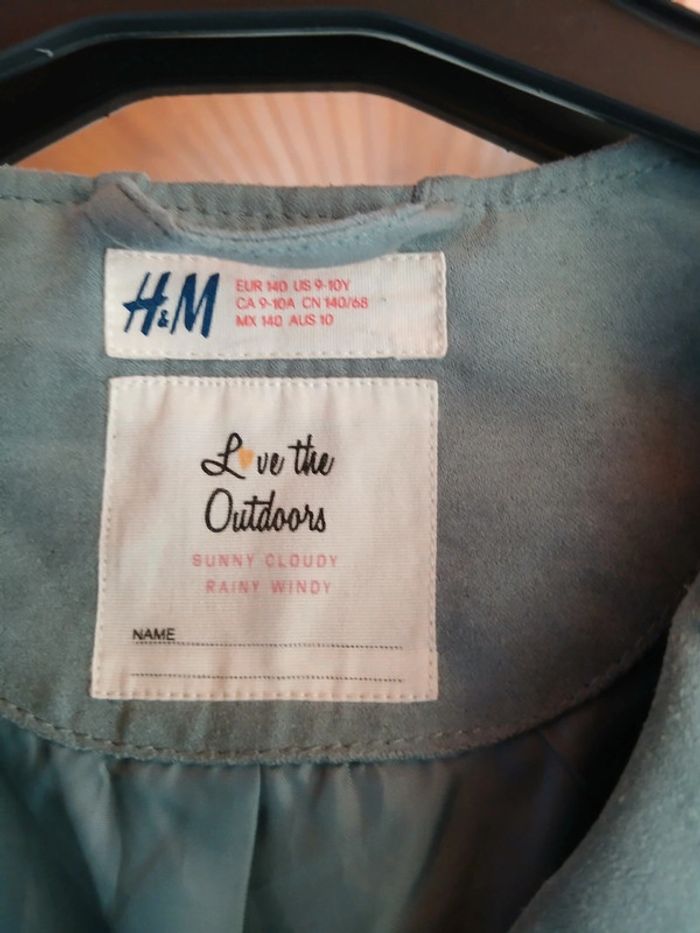 H&M
EUR 140 US 9-10Y
CA 9-10A CN 140/68
MX 140 AUS 10
Love the
Outdoors
SUNNY CLOUDY
RAINY WINDY
NAME